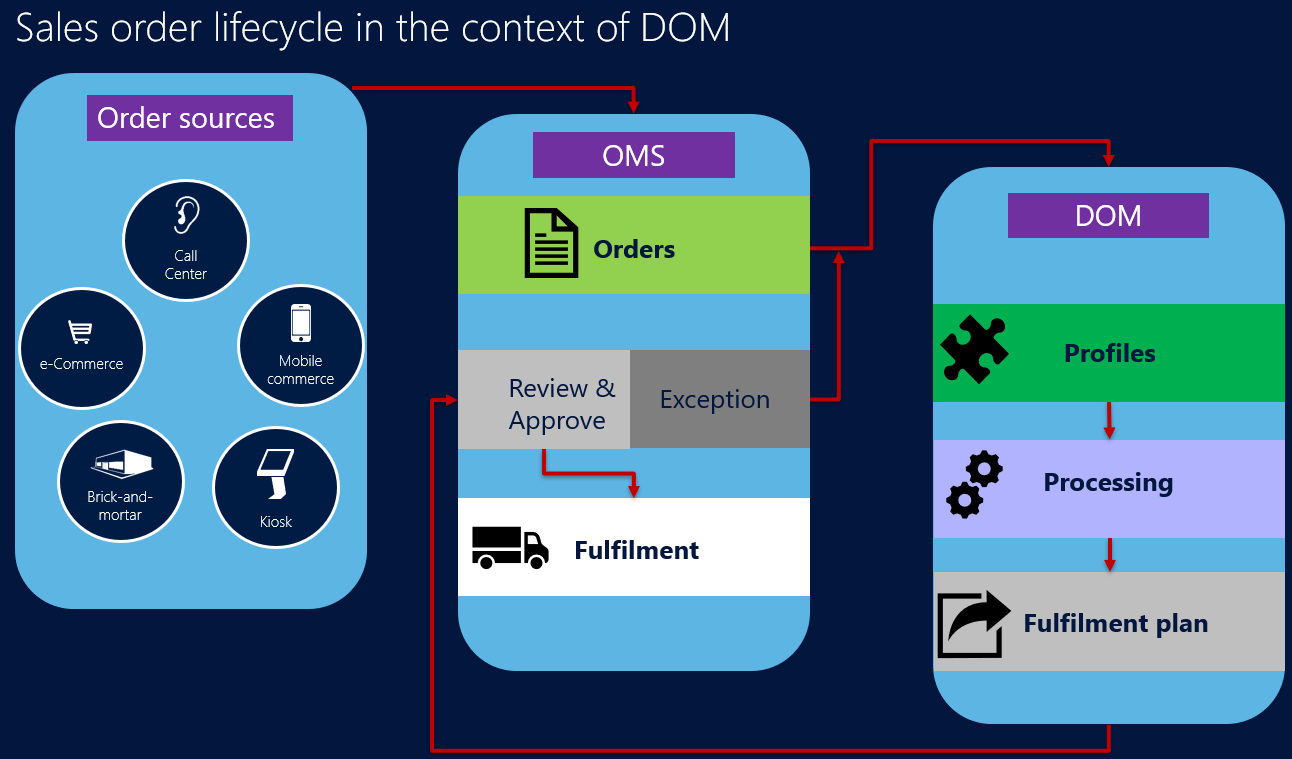 Sales order lifecycle in the context of DOM
Order sources
Call
Center
e-Commerce
Mobile
commerce
Brick-and-
mortar
Kiosk
OMS
Orders
Review &
Approve
Exception
Fulfilment
DOM
Profiles
Processing
Fulfilment plan